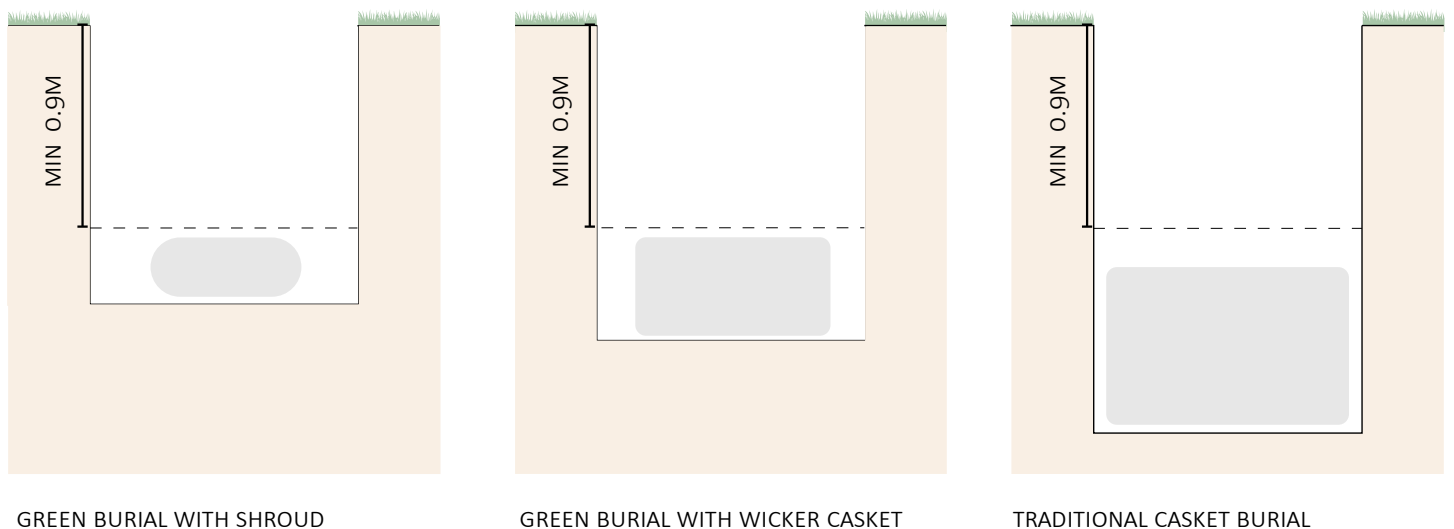 MIN 0.9M
MIN 0.9M
MIN 0.9M
GREEN BURIAL WITH SHROUD
GREEN BURIAL WITH WICKER CASKET
TRADITIONAL CASKET BURIAL